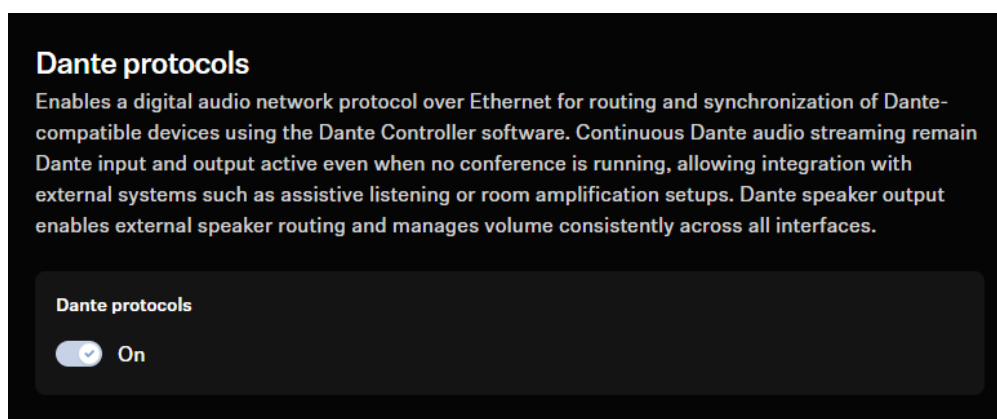 Dante protocols
Enables a digital audio network protocol over Ethernet for routing and synchronization of Dante-
compatible devices using the Dante Controller software. Continuous Dante audio streaming remain
Dante input and output active even when no conference is running, allowing integration with
external systems such as assistive listening or room amplification setups. Dante speaker output
enables external speaker routing and manages volume consistently across all interfaces.
Dante protocols
On